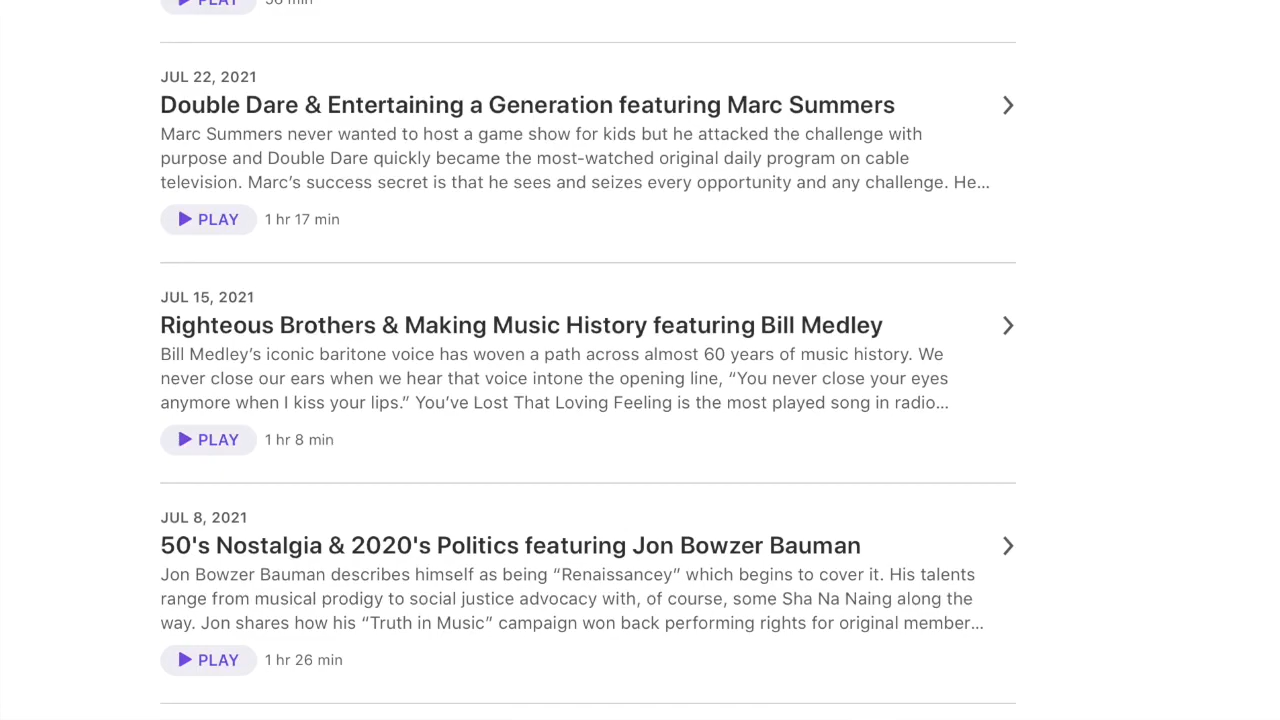 PLAY 56 min
JUL 22, 2021
Double Dare & Entertaining a Generation featuring Marc Summers
Marc Summers never wanted to host a game show for kids but he attacked the challenge with
purpose and Double Dare quickly became the most-watched original daily program on cable
television. Marc’s success secret is that he sees and seizes every opportunity and any challenge. He...
PLAY 1 hr 17 min
JUL 15, 2021
Righteous Brothers & Making Music History featuring Bill Medley
Bill Medley’s iconic baritone voice has woven a path across almost 60 years of music history. We
never close our ears when we hear that voice intone the opening line, “You never close your eyes
anymore when I kiss your lips.” You’ve Lost That Loving Feeling is the most played song in radio...
PLAY 1 hr 8 min
JUL 8, 2021
50's Nostalgia & 2020's Politics featuring Jon Bowzer Bauman
Jon Bowzer Bauman describes himself as being “Renaissancey” which begins to cover it. His talents
range from musical prodigy to social justice advocacy with, of course, some Sha Na Naing along the
way. Jon shares how his “Truth in Music” campaign won back performing rights for original member...
PLAY 1 hr 26 min